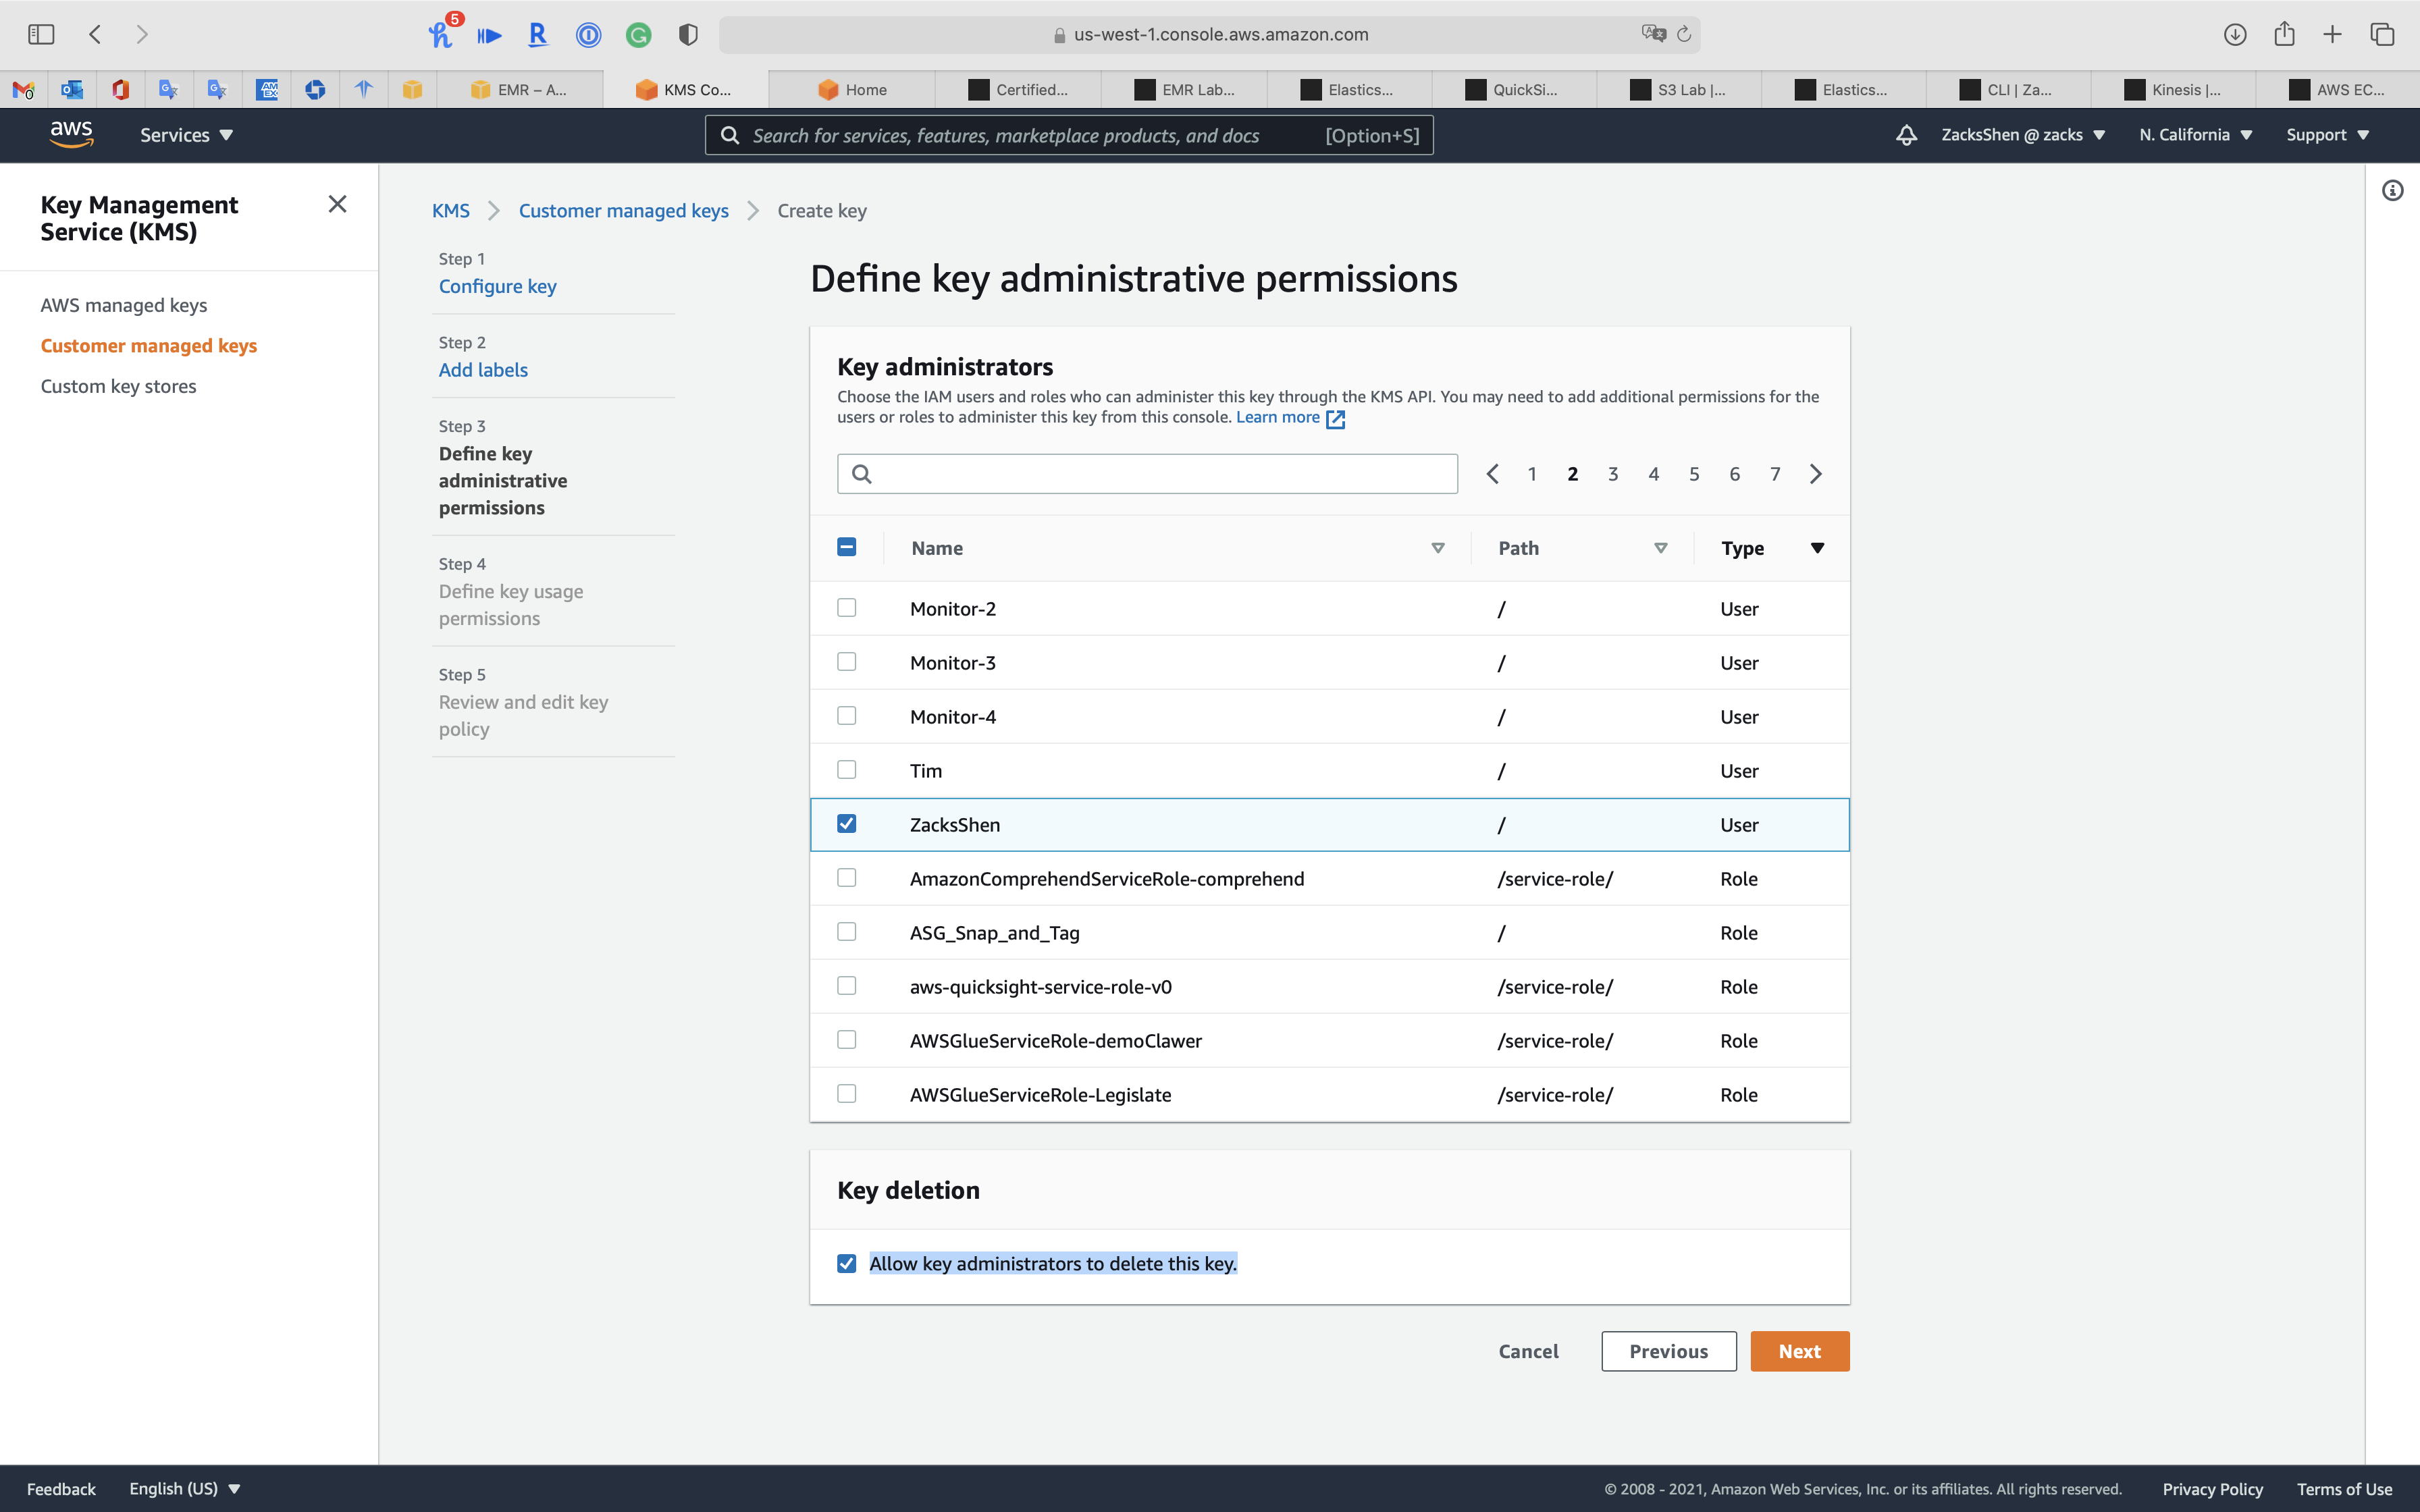 5
us-west-1.console.aws.amazon.com
EMR – A...
KMS Co...
Home
Certified...
EMR Lab...
Elastics...
QuickSi...
S3 Lab |...
Elastics...
CLI | Za...
Kinesis |...
AWS EC...
aws
Services
Search for services, features, marketplace products, and docs
[Option+S]
ZacksShen @ zacks
N. California
Support
Key Management
Service (KMS)
AWS managed keys
Customer managed keys
Custom key stores
KMS
Customer managed keys
Create key
Step 1
Configure key
Step 2
Add labels
Step 3
Define key
administrative
permissions
Step 4
Define key usage
permissions
Step 5
Review and edit key
policy
Define key administrative permissions
Key administrators
Choose the IAM users and roles who can administer this key through the KMS API. You may need to add additional permissions for the
users or roles to administer this key from this console. Learn more
1 2 3 4 5 6 7
Name Path Type
Monitor-2 / User
Monitor-3 / User
Monitor-4 / User
Tim / User
ZacksShen / User
AmazonComprehendServiceRole-comprehend /service-role/ Role
ASG_Snap_and_Tag / Role
aws-quicksight-service-role-v0 /service-role/ Role
AWSGlueServiceRole-demoClawer /service-role/ Role
AWSGlueServiceRole-Legislate /service-role/ Role
Key deletion
Allow key administrators to delete this key.
Cancel
Previous
Next
Feedback
English (US)
© 2008 - 2021, Amazon Web Services, Inc. or its affiliates. All rights reserved.
Privacy Policy
Terms of Use